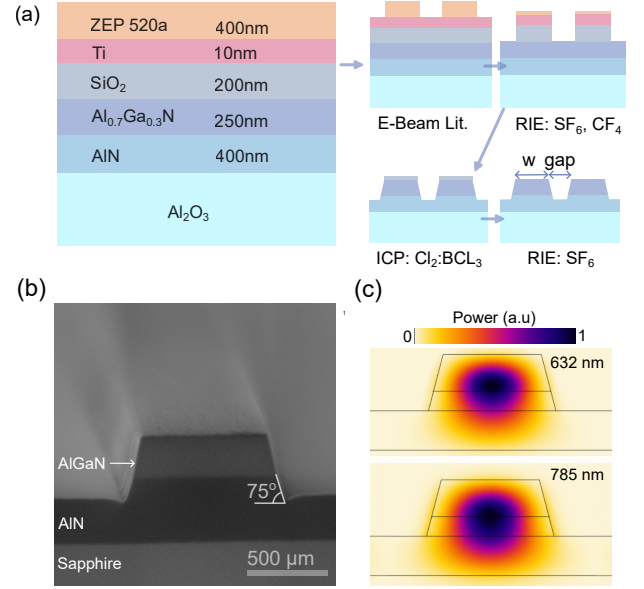 (a)
ZEP 520a 400nm
Ti 10nm
SiO₂ 200nm
Al₀.₇Ga₀.₃N 250nm
AlN 400nm
Al₂O₃
E-Beam Lit.
RIE: SF₆, CF₄
w gap
ICP: Cl₂:BCL₃
RIE: SF₆
(b)
AlGaN
75°
AlN
Sapphire
500 μm
(c)
Power (a.u)
0 1
632 nm
785 nm